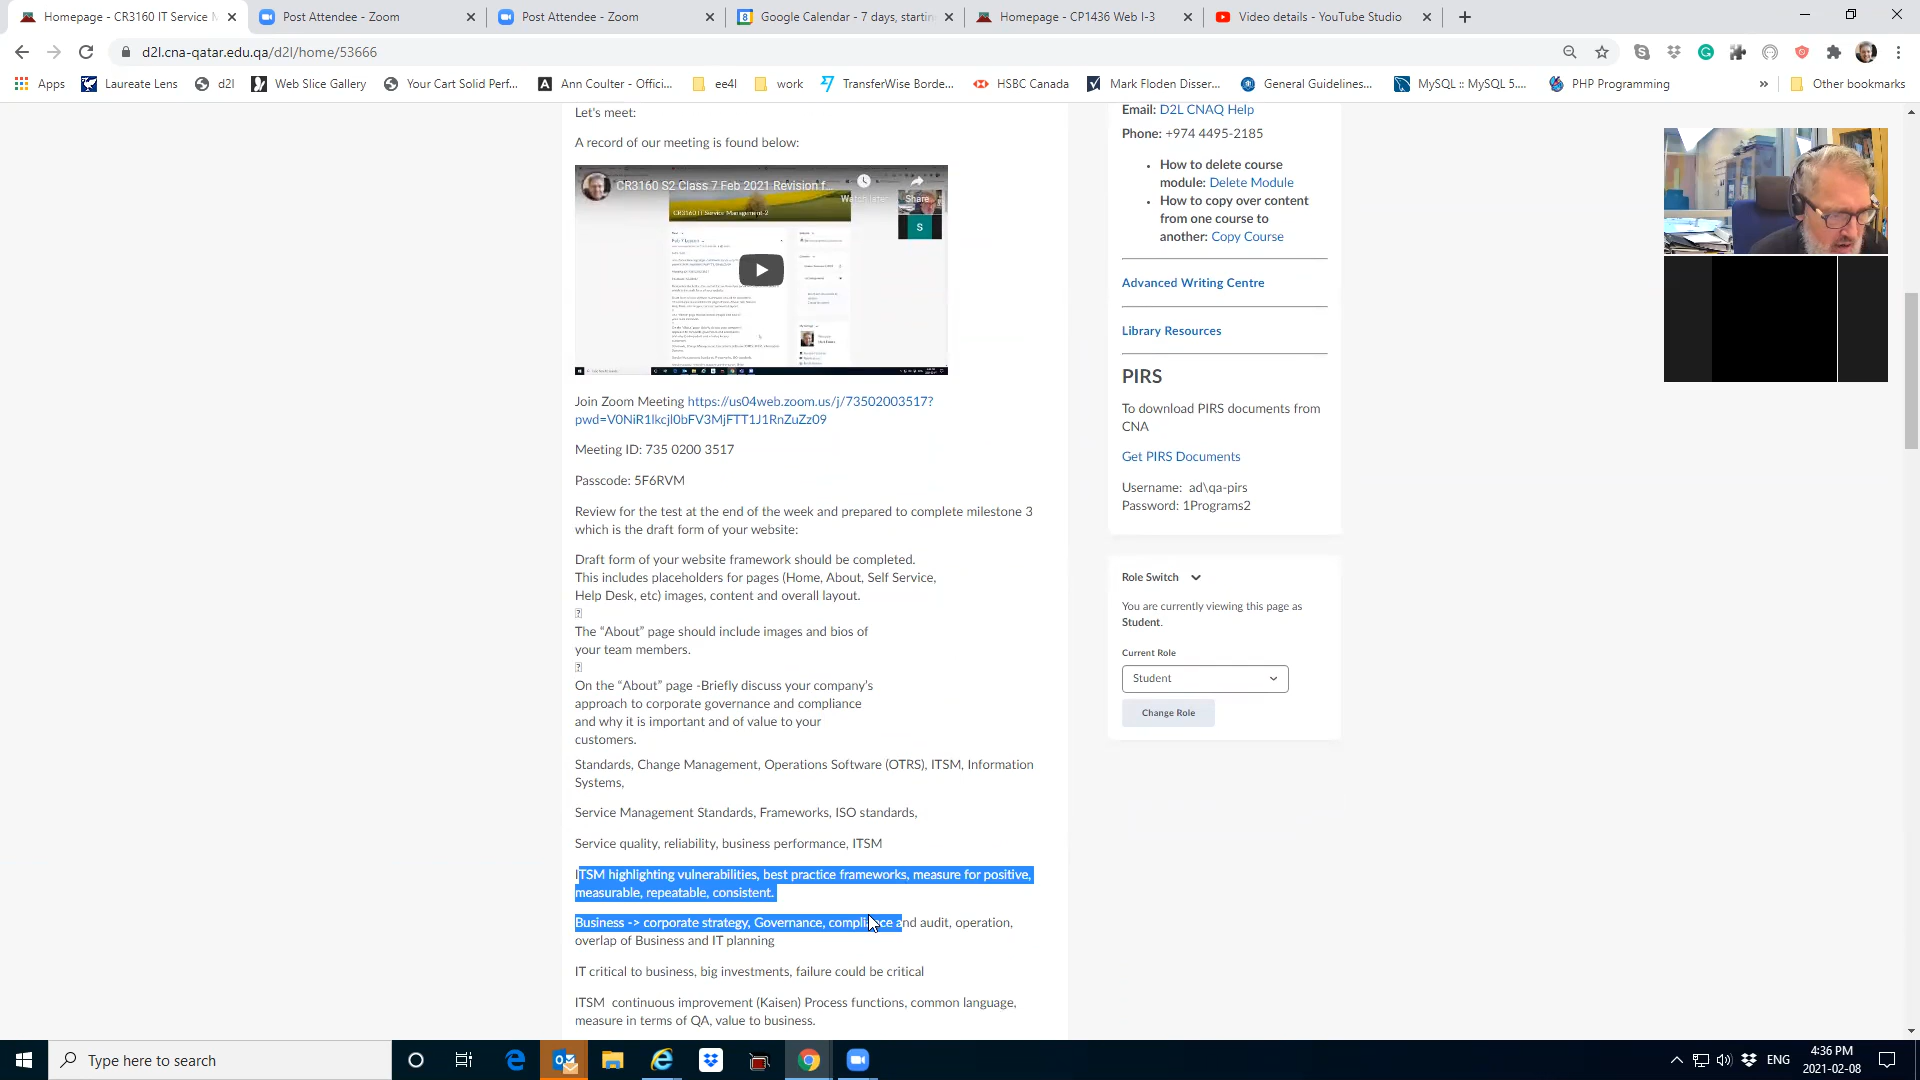 Homepage - CR3160 IT Service M
Post Attendee - Zoom
Post Attendee - Zoom
Google Calendar - 7 days, startin
Homepage - CP1436 Web I-3
Video details - YouTube Studio
d2l.cna-qatar.edu.qa/d2l/home/53666
Apps
Laureate Lens
d2l
Web Slice Gallery
Your Cart Solid Perf...
Ann Coulter - Offici...
ee4l
work
TransferWise Borde...
HSBC Canada
Mark Floden Disser...
General Guidelines...
MySQL :: MySQL 5....
PHP Programming
»
Other bookmarks
Let's meet:
A record of our meeting is found below:
CR3160 S2 Class 7 Feb 2021 Revision f...
Watch later
Share
CR3160 IT Service Management-2
S
Join Zoom Meeting https://us04web.zoom.us/j/73502003517?
pwd=V0NiR1lkcjl0bFV3MjFTT1J1RnZuZz09
Meeting ID: 735 0200 3517
Passcode: 5F6RVM
Review for the test at the end of the week and prepared to complete milestone 3
which is the draft form of your website:
Draft form of your website framework should be completed.
This includes placeholders for pages (Home, About, Self Service,
Help Desk, etc) images, content and overall layout.
The “About” page should include images and bios of
your team members.
On the “About” page -Briefly discuss your company’s
approach to corporate governance and compliance
and why it is important and of value to your
customers.
Standards, Change Management, Operations Software (OTRS), ITSM, Information
Systems,
Service Management Standards, Frameworks, ISO standards,
Service quality, reliability, business performance, ITSM
ITSM highlighting vulnerabilities, best practice frameworks, measure for positive,
measurable, repeatable, consistent.
Business -> corporate strategy, Governance, compliance and audit, operation,
overlap of Business and IT planning
IT critical to business, big investments, failure could be critical
ITSM  continuous improvement (Kaisen) Process functions, common language,
measure in terms of QA, value to business.
Email: D2L CNAQ Help
Phone: +974 4495-2185
• How to delete course
module: Delete Module
• How to copy over content
from one course to
another: Copy Course
Advanced Writing Centre
Library Resources
PIRS
To download PIRS documents from
CNA
Get PIRS Documents
Username:  ad\qa-pirs
Password: 1Programs2
Role Switch
You are currently viewing this page as
Student.
Current Role
Student
Change Role
Type here to search
ENG
4:36 PM
2021-02-08